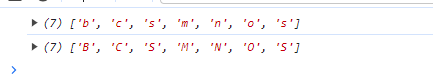 ▶ (7) ['b', 'c', 's', 'm', 'n', 'o', 's']
▶ (7) ['B', 'C', 'S', 'M', 'N', 'O', 'S']
>